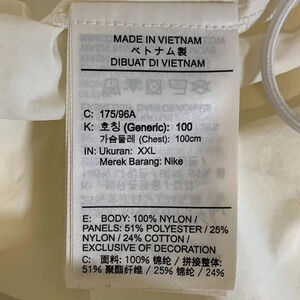 MADE IN VIETNAM
ベトナム製
DIBUAT DI VIETNAM
C: 175/96A
K: 호칭 (Generic): 100
가슴둘레 (Chest): 100cm
IN: Ukuran: XXL
Merek Barang: Nike
E: BODY: 100% NYLON /
PANELS: 51% POLYESTER / 25%
NYLON / 24% COTTON /
EXCLUSIVE OF DECORATION
C: 面料: 100% 锦纶 / 拼接整体:
51% 聚酯纤维 / 25% 锦纶 / 24%